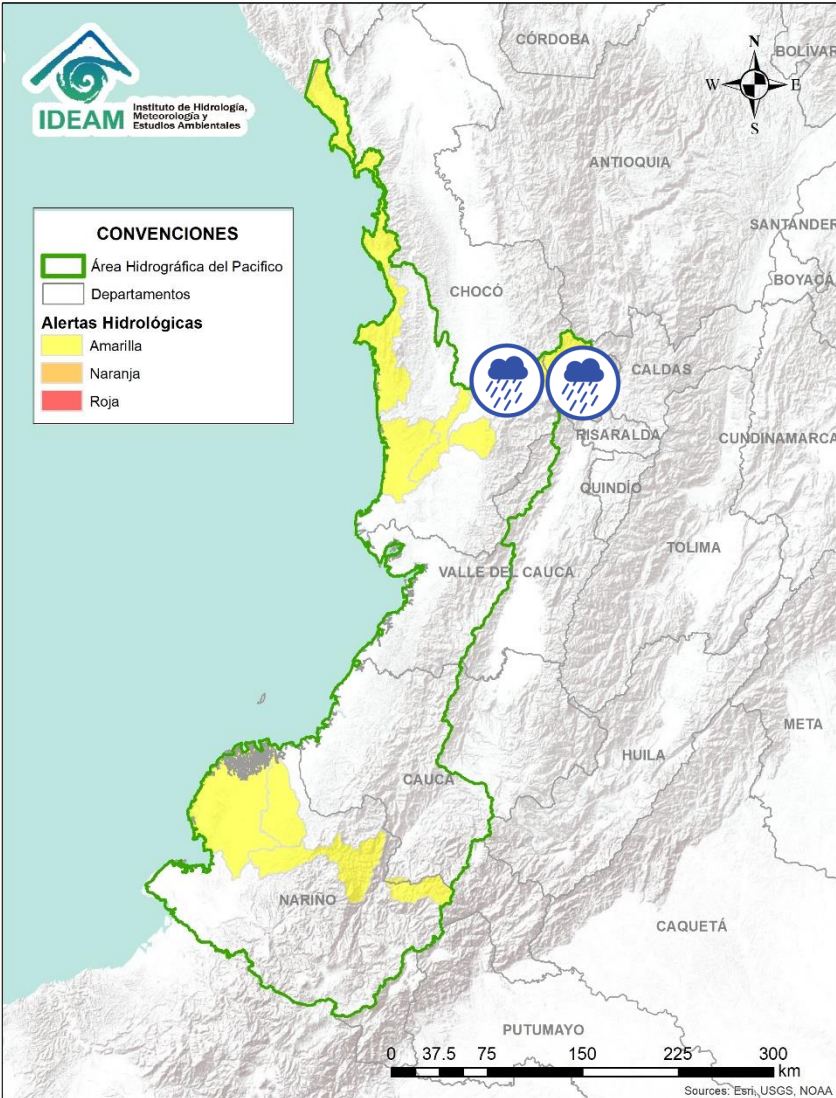 IDEAM
Instituto de Hidrología,
Meteorología y
Estudios Ambientales
CÓRDOBA
BOLÍVAR
N
W
E
S
ANTIOQUIA
SANTANDER
BOYACÁ
CONVENCIONES
Área Hidrográfica del Pacifico
Departamentos
Alertas Hidrológicas
Amarilla
Naranja
Roja
CHOCÓ
CALDAS
RISARALDA
CUNDINAMARCA
QUINDÍO
TOLIMA
VALLE DEL CAUCA
META
HUILA
CAUCA
NARIÑO
CAQUETÁ
PUTUMAYO
0 37.5 75 150 225 300
km
Sources: Esri, USGS, NOAA